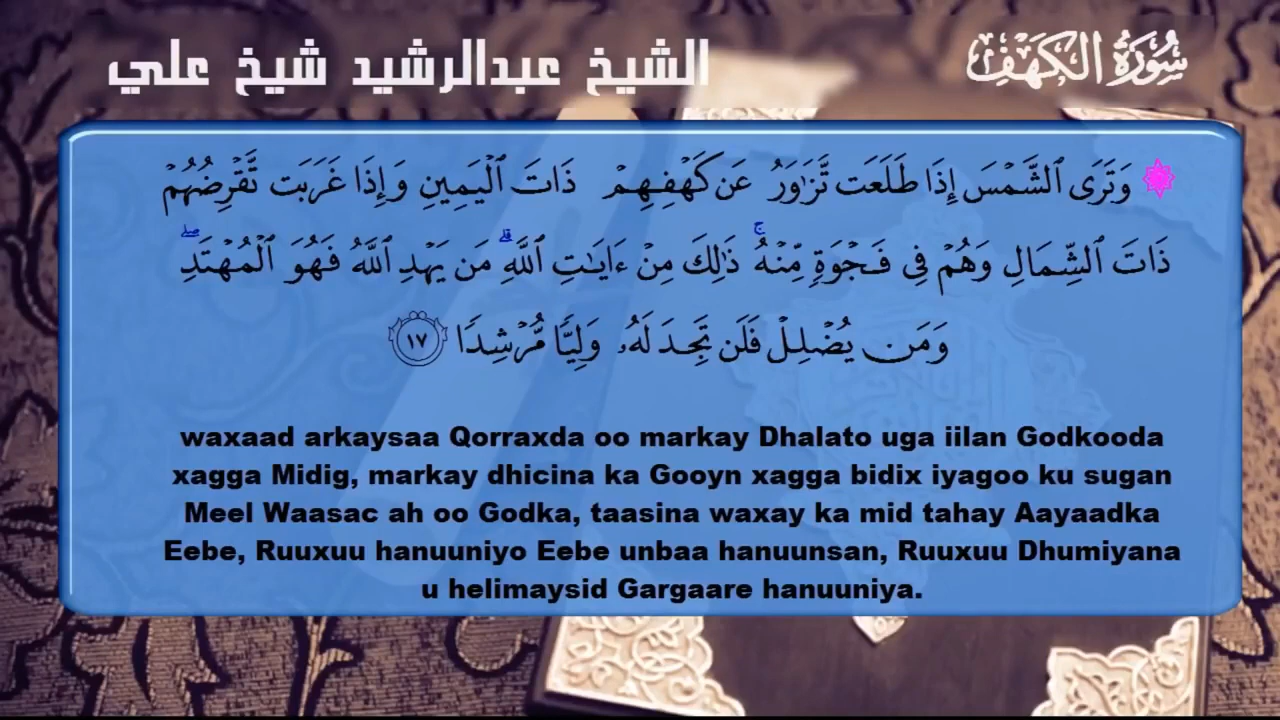 سُورَةُ الكَهْفِ
الشيخ عبدالرشيد شيخ علي
۞ وَتَرَى ٱلشَّمْسَ إِذَا طَلَعَت تَّزَٰوَرُ عَن كَهْفِهِمْ ذَاتَ ٱلْيَمِينِ وَإِذَا غَرَبَت تَّقْرِضُهُمْ
ذَاتَ ٱلشِّمَالِ وَهُمْ فِى فَجْوَةٍ مِّنْهُ ۚ ذَٰلِكَ مِنْ ءَايَٰتِ ٱللَّهِ ۗ مَن يَهْدِ ٱللَّهُ فَهُوَ ٱلْمُهْتَدِ ۖ
وَمَن يُضْلِلْ فَلَن تَجِدَ لَهُۥ وَلِيًّا مُّرْشِدًا ١٧
waxaad arkaysaa Qorraxda oo markay Dhalato uga iilan Godkooda
xagga Midig, markay dhicina ka Gooyn xagga bidix iyagoo ku sugan
Meel Waasac ah oo Godka, taasina waxay ka mid tahay Aayaadka
Eebe, Ruuxuu hanuuniyo Eebe unbaa hanuunsan, Ruuxuu Dhumiyana
u helimaysid Gargaare hanuuniya.